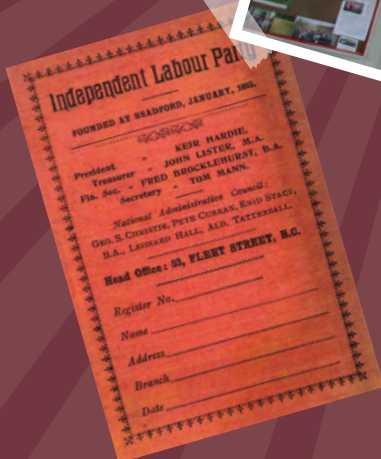 Independent Labour Party
FOUNDED AT BRADFORD, JANUARY, 1893.
President - KEIR HARDIE.
Treasurer - JOHN LISTER, M.A.
Fin. Sec. - FRED BROCKLEHURST, B.A.
Secretary - TOM MANN.
National Administrative Council:
GEO. S. CHRISTIE, PETE CURRAN, ENID STACY,
B.A., LEONARD HALL, ALD. TATTERSALL.
Head Office: 53, FLEET STREET, E.C.
Register No.
Name
Address
Branch
Date